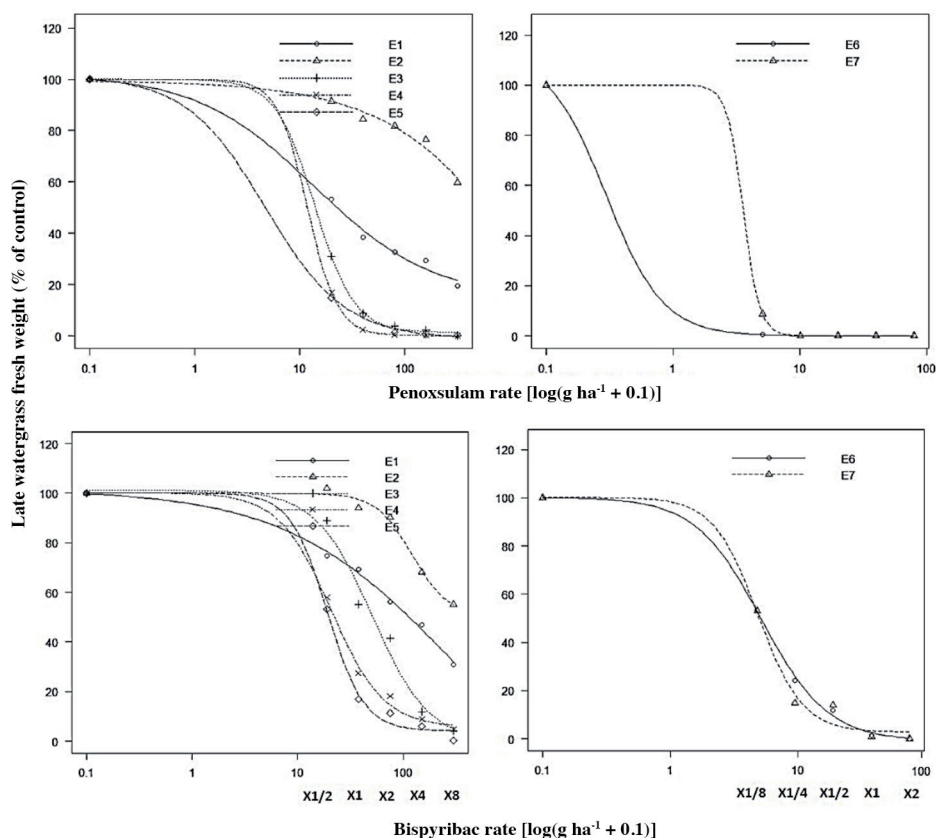 Late watergrass fresh weight (% of control)
120
100
80
60
40
20
0
0.1
1
10
100
E1
E2
E3
E4
E5
120
100
80
60
40
20
0
0.1
1
10
100
E6
E7
Penoxsulam rate [log(g ha⁻¹ + 0.1)]
120
100
80
60
40
20
0
0.1
1
10
100
X1/2
X1
X2
X4
X8
E1
E2
E3
E4
E5
120
100
80
60
40
20
0
0.1
1
10
100
X1/8
X1/4
X1/2
X1
X2
E6
E7
Bispyribac rate [log(g ha⁻¹ + 0.1)]